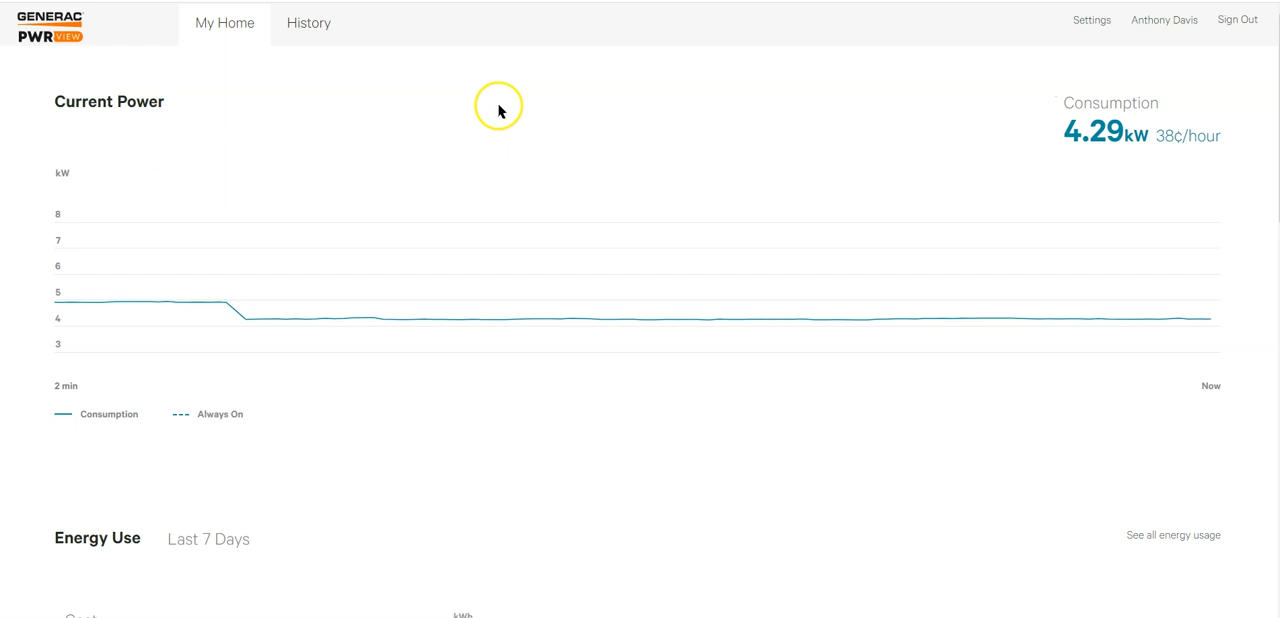 GENERAC
PWRVIEW
My Home
History
Settings
Anthony Davis
Sign Out
Current Power
Consumption
4.29kW 38¢/hour
kW
8
7
6
5
4
3
2 min
Now
Consumption
Always On
Energy Use
Last 7 Days
See all energy usage
kWh